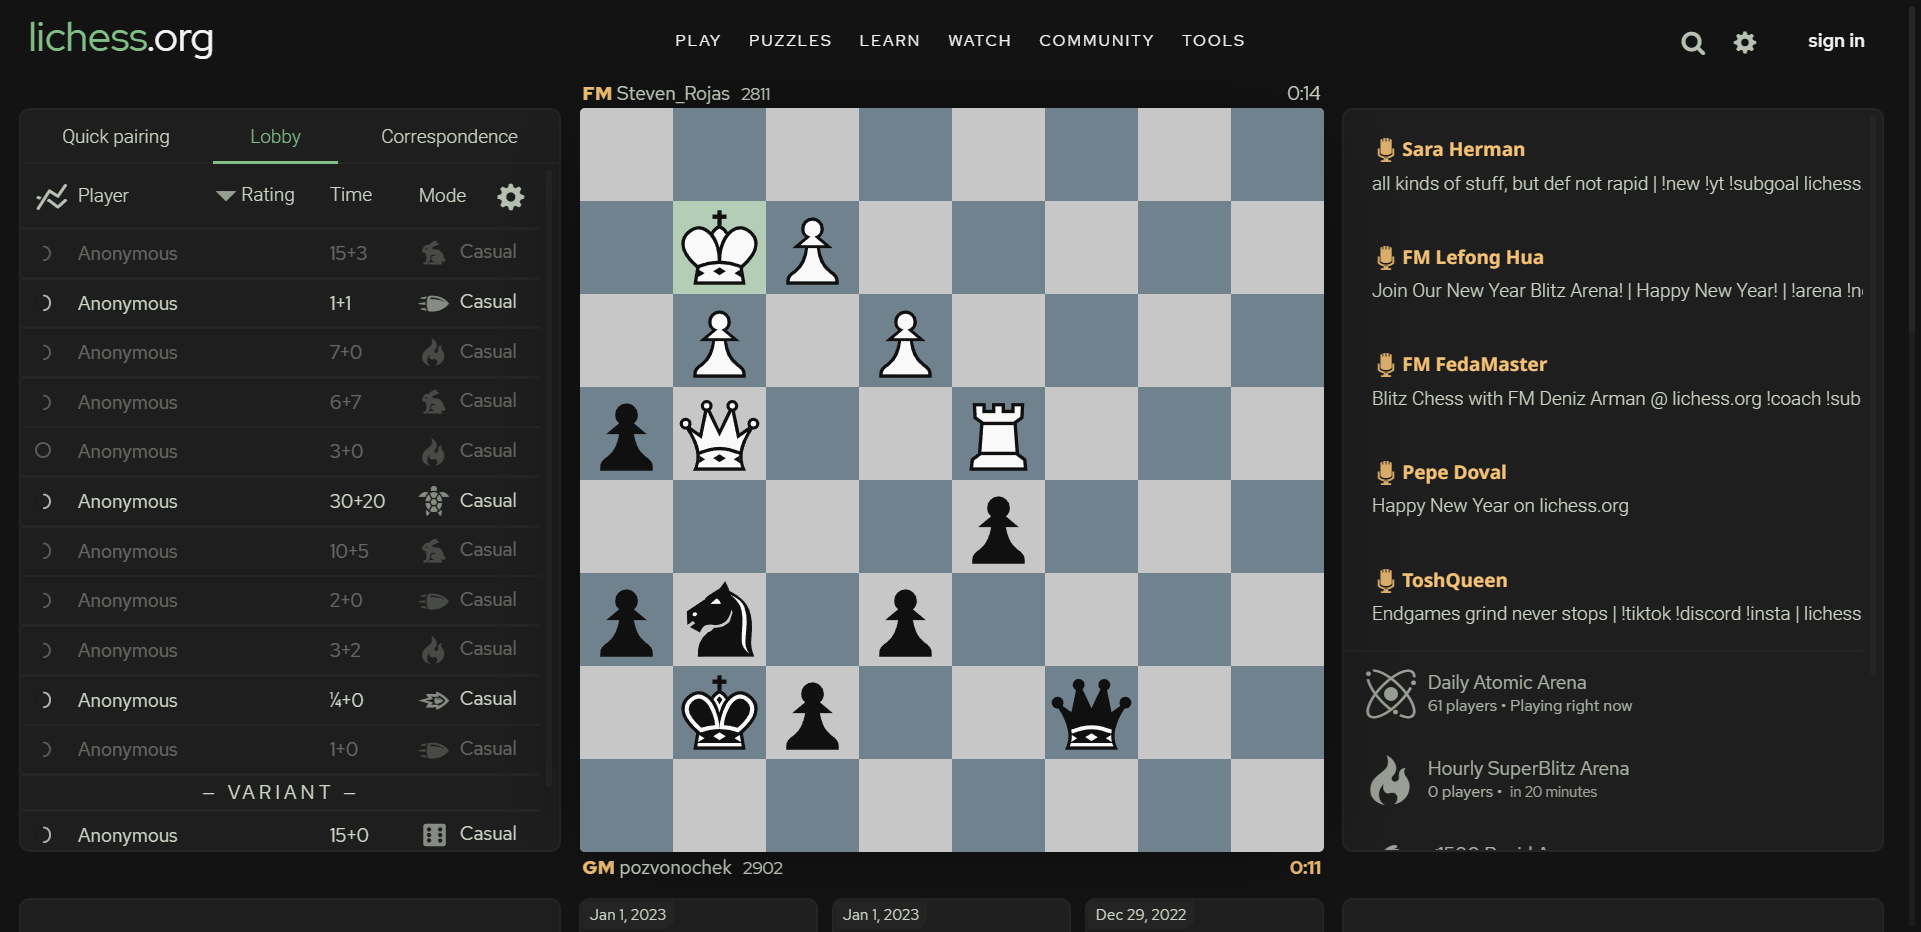 lichess.org
PLAY PUZZLES LEARN WATCH COMMUNITY TOOLS
sign in
Quick pairing Lobby Correspondence
Player Rating Time Mode
Anonymous 15+3 Casual
Anonymous 1+1 Casual
Anonymous 7+0 Casual
Anonymous 6+7 Casual
Anonymous 3+0 Casual
Anonymous 30+20 Casual
Anonymous 10+5 Casual
Anonymous 2+0 Casual
Anonymous 3+2 Casual
Anonymous ¼+0 Casual
Anonymous 1+0 Casual
– VARIANT –
Anonymous 15+0 Casual
FM Steven_Rojas 2811 0:14
GM pozvonochek 2902 0:11
Jan 1, 2023
Jan 1, 2023
Dec 29, 2022
Sara Herman
all kinds of stuff, but def not rapid | !new !yt !subgoal lichess.
FM Lefong Hua
Join Our New Year Blitz Arena! | Happy New Year! | !arena
FM FedaMaster
Blitz Chess with FM Deniz Arman @ lichess.org !coach !sub
Pepe Doval
Happy New Year on lichess.org
ToshQueen
Endgames grind never stops | !tiktok !discord !insta | lichess
Daily Atomic Arena
61 players • Playing right now
Hourly SuperBlitz Arena
0 players • in 20 minutes